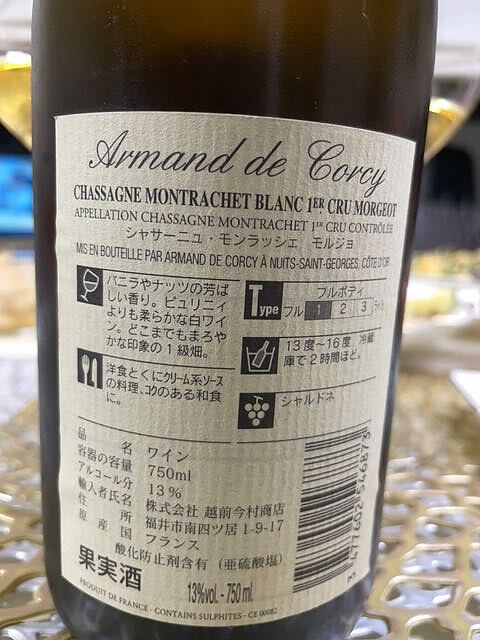 Armand de Corcy
CHASSAGNE MONTRACHET BLANC 1ER CRU MORGEOT
APPELLATION CHASSAGNE MONTRACHET 1ER CRU CONTRÔLÉE
シャサーニュ・モンラッシェ モルジョ
MIS EN BOUTEILLE PAR ARMAND DE CORCY À NUITS-SAINT-GEORGES, CÔTE D'OR
バニラやナッツの芳ば
しい香り。ピュリニィ
よりも柔らかな白ワイ
ン。どこまでもまろや
かな印象の1級畑。
洋食とくにクリーム系ソース
の料理、コクのある和食
に。
Type
フルボディ
フル 1 2 3 ライト
13度〜16度 冷蔵
庫で2時間ほど。
シャルドネ
品名 ワイン
容器の容量 750ml
アルコール分 13%
輸入者氏名 株式会社 越前今村商店
住所 福井市南四ツ居1-9-17
原産国 フランス
酸化防止剤含有(亜硫酸塩)
果実酒
13%vol. - 750 ml.
PRODUIT DE FRANCE - CONTAINS SULPHITES - CE 00082